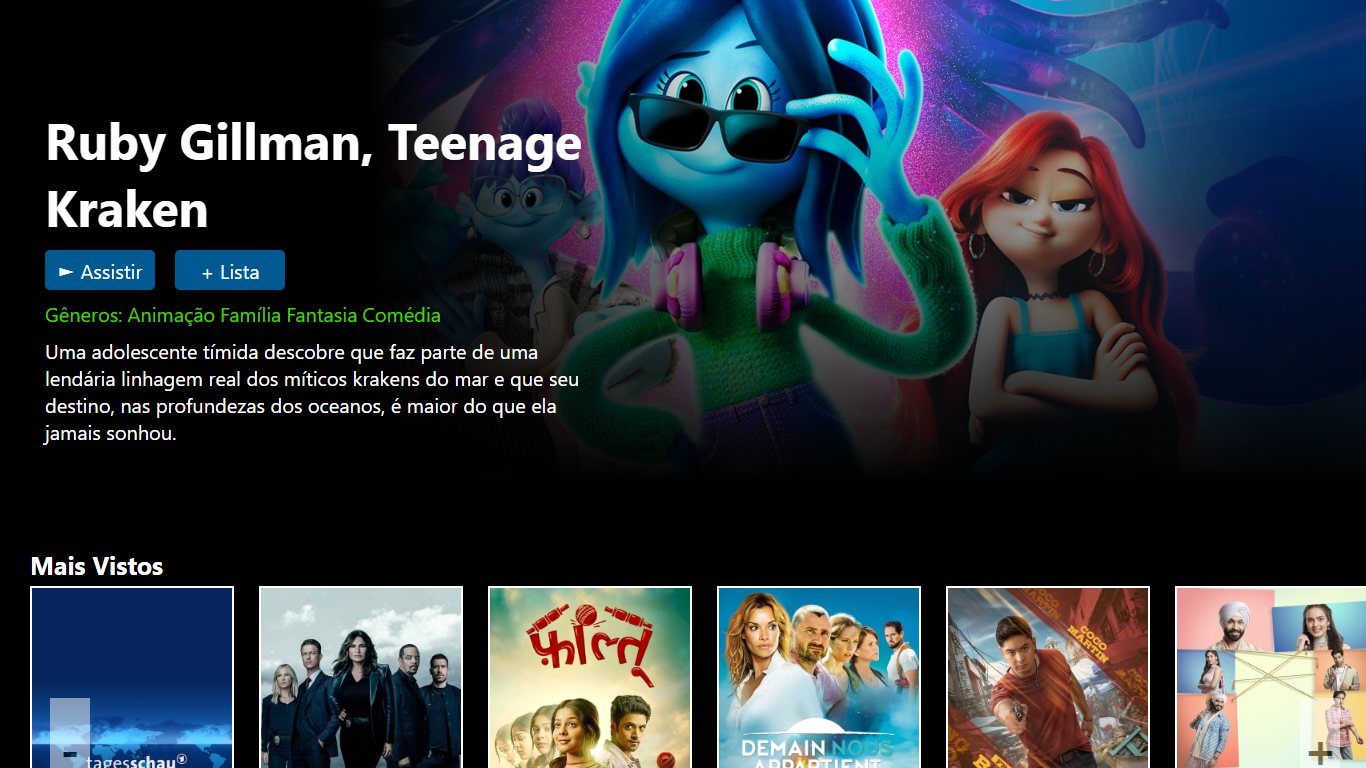 Ruby Gillman, Teenage
Kraken
► Assistir
+ Lista
Gêneros: Animação Família Fantasia Comédia
Uma adolescente tímida descobre que faz parte de uma
lendária linhagem real dos míticos krakens do mar e que seu
destino, nas profundezas dos oceanos, é maior do que ela
jamais sonhou.
Mais Vistos
-
tagesschau
फ़ालतू
DEMAIN NOUS
APPARTIENT
COCO
MARTIN
+